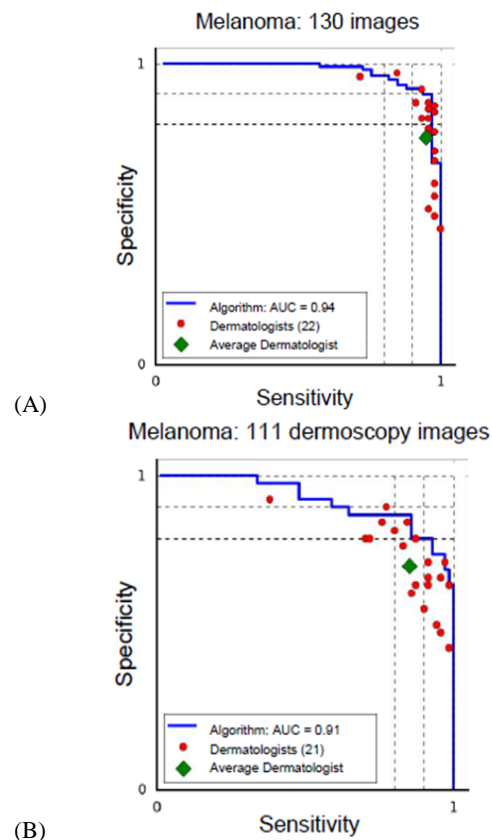 Melanoma: 130 images
1
Specificity
Algorithm: AUC = 0.94
Dermatologists (22)
Average Dermatologist
0
0
1
Sensitivity
(A)
Melanoma: 111 dermoscopy images
1
Specificity
Algorithm: AUC = 0.91
Dermatologists (21)
Average Dermatologist
0
0
1
Sensitivity
(B)